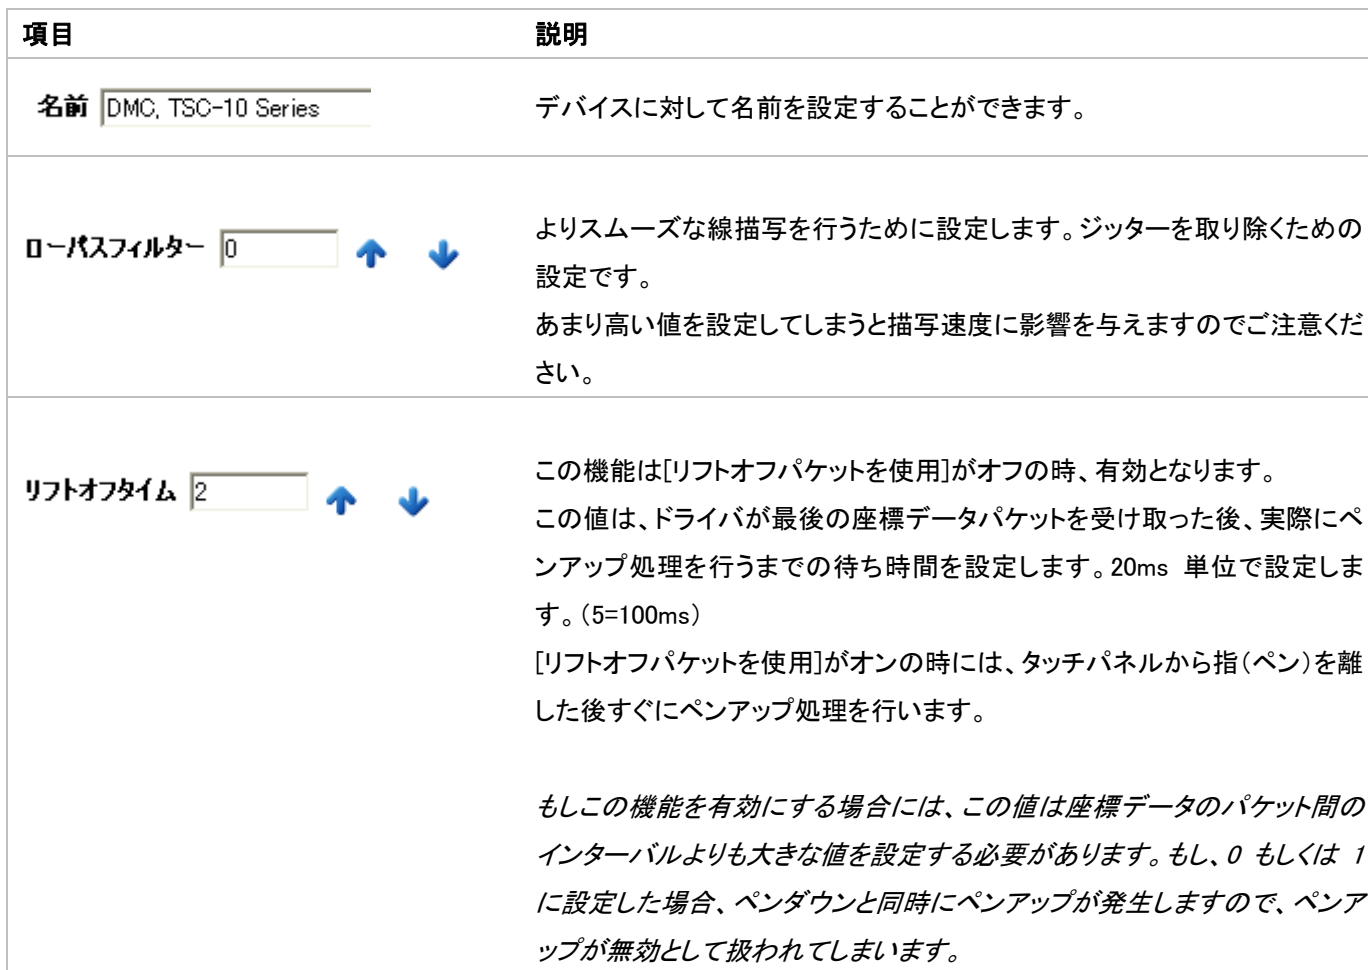 項目 説明
名前 DMC, TSC-10 Series デバイスに対して名前を設定することができます。
ローパスフィルター 0 よりスムーズな線描写を行うために設定します。ジッターを取り除くための
設定です。
あまり高い値を設定してしまうと描写速度に影響を与えますのでご注意くだ
さい。
リフトオフタイム 2 この機能は[リフトオフパケットを使用]がオフの時、有効となります。
この値は、ドライバが最後の座標データパケットを受け取った後、実際にペ
ンアップ処理を行うまでの待ち時間を設定します。20ms 単位で設定しま
す。(5=100ms)
[リフトオフパケットを使用]がオンの時には、タッチパネルから指(ペン)を離
した後すぐにペンアップ処理を行います。
もしこの機能を有効にする場合には、この値は座標データのパケット間の
インターバルよりも大きな値を設定する必要があります。もし、0 もしくは 1
に設定した場合、ペンダウンと同時にペンアップが発生しますので、ペンア
ップが無効として扱われてしまいます。